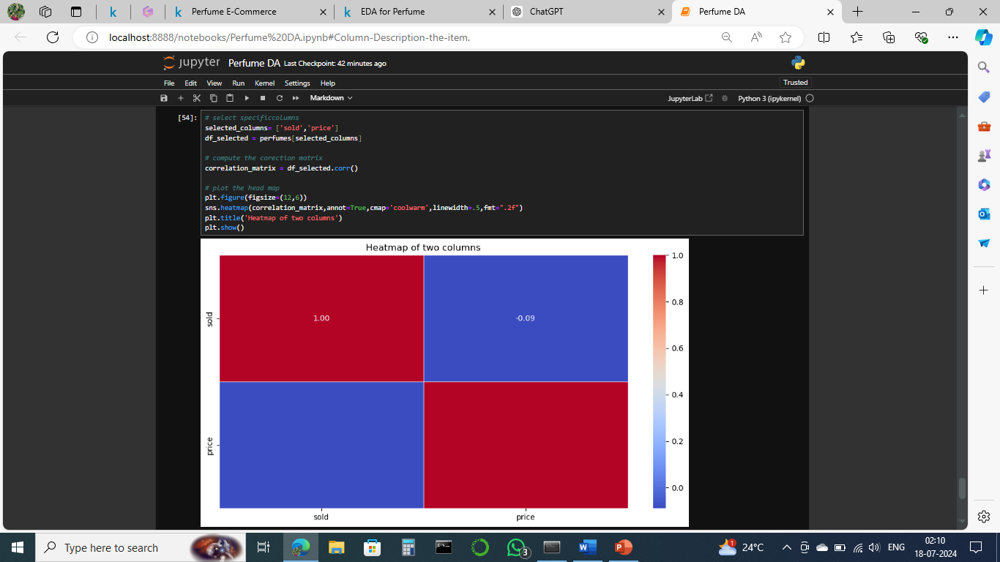 Perfume E-Commerce
EDA for Perfume
ChatGPT
Perfume DA
localhost:8888/notebooks/Perfume%20DA.ipynb#Column-Description-the-item.
jupyter Perfume DA Last Checkpoint: 42 minutes ago
File Edit View Run Kernel Settings Help
Trusted
Markdown
JupyterLab
Python 3 (ipykernel)
[54]:
# select specificcolumns
selected_columns= ['sold','price']
df_selected = perfumes[selected_columns]
# compute the corection matrix
correlation_matrix = df_selected.corr()
# plot the head map
plt.figure(figsize=(12,6))
sns.heatmap(correlation_matrix,annot=True,cmap='coolwarm',linewidth=.5,fmt=".2f")
plt.title('Heatmap of two columns')
plt.show()
Heatmap of two columns
sold
1.00
-0.09
price
sold
price
1.0
0.8
0.6
0.4
0.2
0.0
Type here to search
3
1
24°C
ENG
02:10
18-07-2024